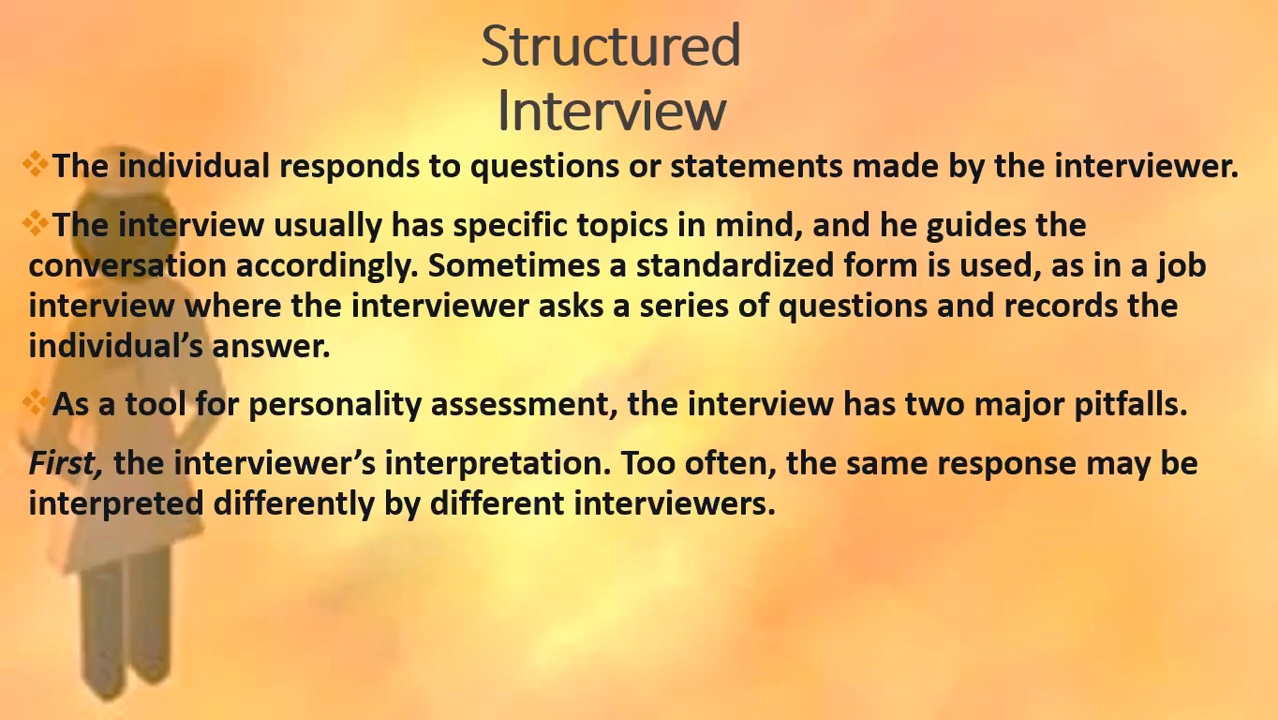 Structured
Interview
❖The individual responds to questions or statements made by the interviewer.
❖The interview usually has specific topics in mind, and he guides the
conversation accordingly. Sometimes a standardized form is used, as in a job
interview where the interviewer asks a series of questions and records the
individual’s answer.
❖As a tool for personality assessment, the interview has two major pitfalls.
First, the interviewer’s interpretation. Too often, the same response may be
interpreted differently by different interviewers.